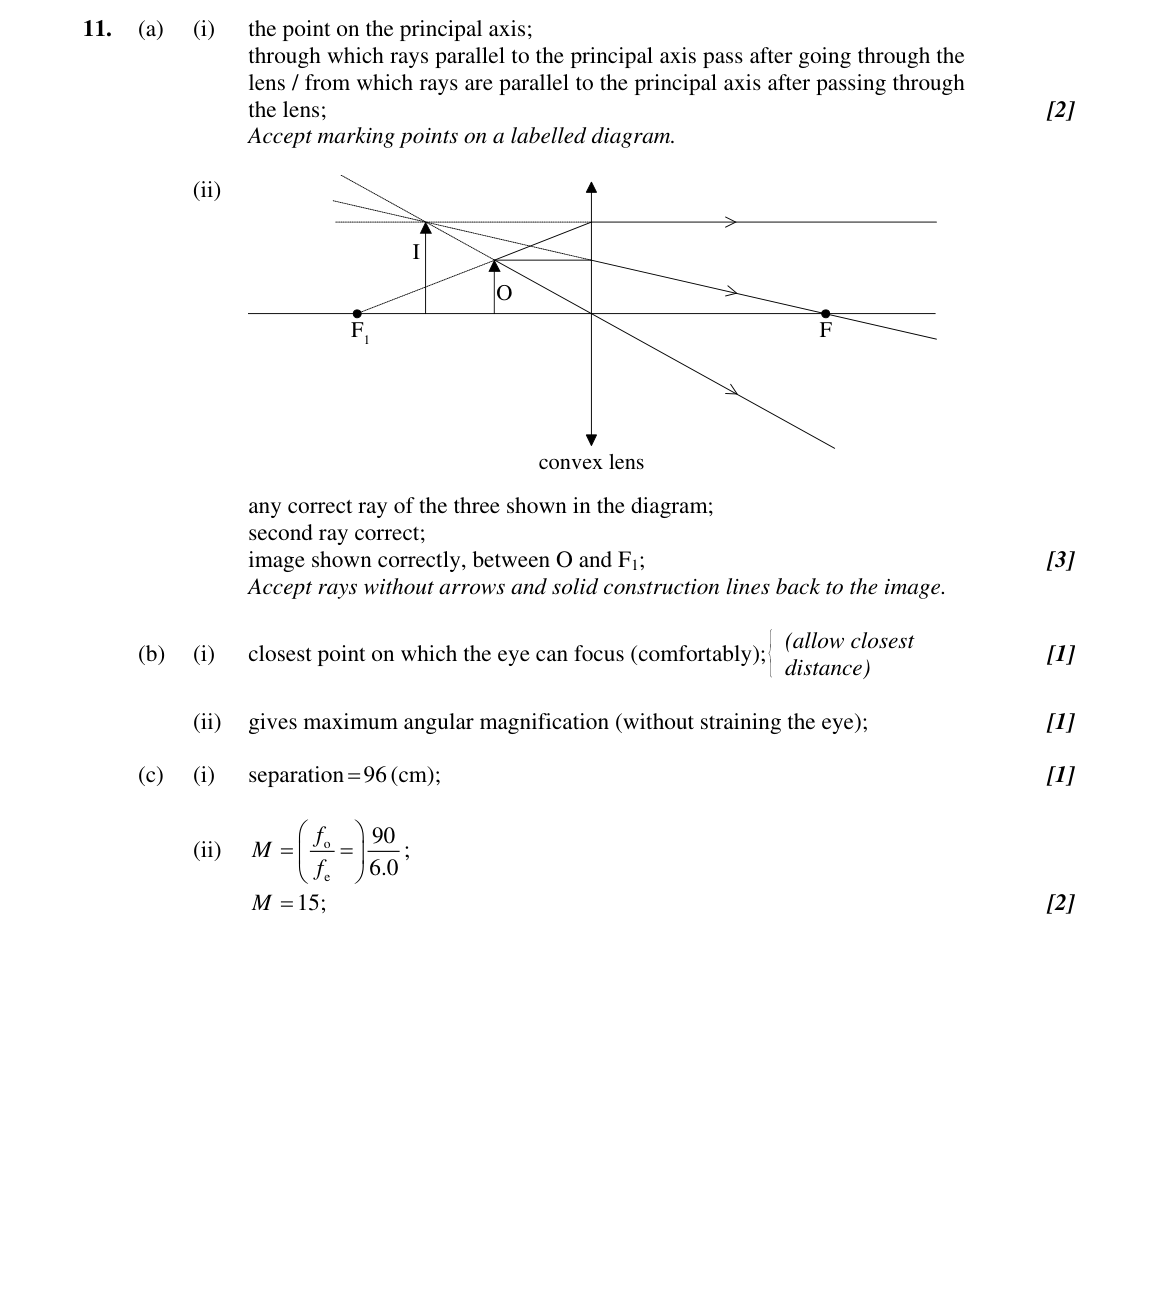 11. (a) (i) the point on the principal axis;
through which rays parallel to the principal axis pass after going through the
lens / from which rays are parallel to the principal axis after passing through
the lens; [2]
Accept marking points on a labelled diagram.
(ii)
I
O
F₁
F
convex lens
any correct ray of the three shown in the diagram;
second ray correct;
image shown correctly, between O and F₁; [3]
Accept rays without arrows and solid construction lines back to the image.
(b) (i) closest point on which the eye can focus (comfortably); { (allow closest
distance) [1]
(ii) gives maximum angular magnification (without straining the eye); [1]
(c) (i) separation = 96 (cm); [1]
(ii) M = (fₒ/fₑ =) 90/6.0;
M = 15; [2]